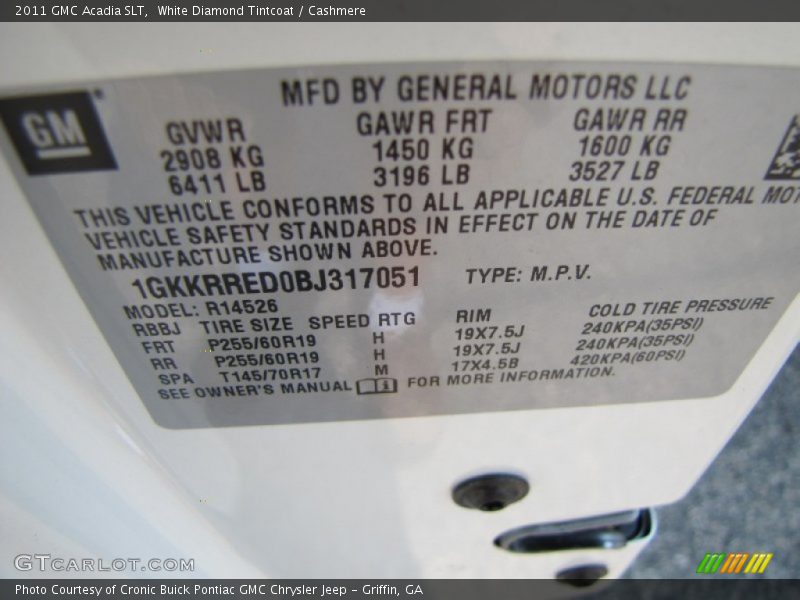 2011 GMC Acadia SLT,  White Diamond Tintcoat / Cashmere
MFD BY GENERAL MOTORS LLC
GM
GVWR GAWR FRT GAWR RR
2908 KG 1450 KG 1600 KG
6411 LB 3196 LB 3527 LB
THIS VEHICLE CONFORMS TO ALL APPLICABLE U.S. FEDERAL MOT
VEHICLE SAFETY STANDARDS IN EFFECT ON THE DATE OF
MANUFACTURE SHOWN ABOVE.
1GKKRRED0BJ317051 TYPE: M.P.V.
MODEL: R14526
RBBJ TIRE SIZE SPEED RTG RIM COLD TIRE PRESSURE
FRT P255/60R19 H 19X7.5J 240KPA(35PSI)
RR P255/60R19 H 19X7.5J 240KPA(35PSI)
SPA T145/70R17 M 17X4.5B 420KPA(60PSI)
SEE OWNER'S MANUAL FOR MORE INFORMATION.
GTCARLOT.COM
Photo Courtesy of Cronic Buick Pontiac GMC Chrysler Jeep – Griffin, GA